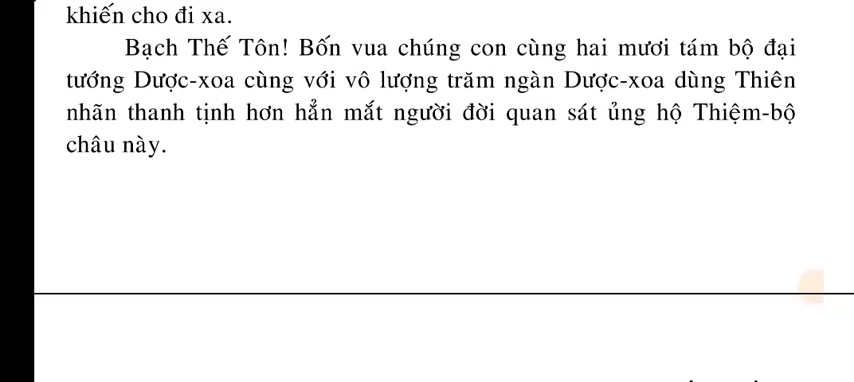 khiến cho đi xa.
Bạch Thế Tôn! Bốn vua chúng con cùng hai mươi tám bộ đại
tướng Dược-xoa cùng với vô lượng trăm ngàn Dược-xoa dùng Thiên
nhãn thanh tịnh hơn hẳn mắt người đời quan sát ủng hộ Thiệm-bộ
châu này.